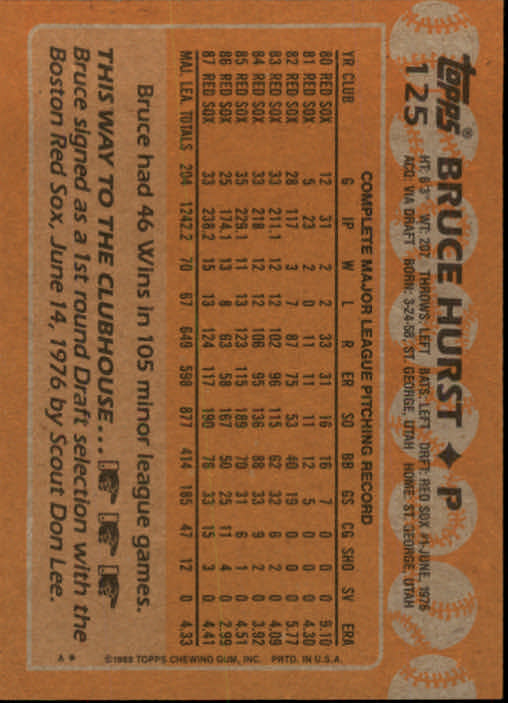 topps® BRUCE HURST ✦ P
125
HT: 6'3" WT: 207 THROWS: LEFT BATS: LEFT DRFT: RED SOX #1-JUNE, 1976
ACQ: VIA DRAFT BORN: 3-24-58, ST. GEORGE, UTAH HOME: ST. GEORGE, UTAH
COMPLETE MAJOR LEAGUE PITCHING RECORD
YR CLUB G IP W L R ER SO BB GS CG SHO SV ERA
80 RED SOX 12 31 2 2 33 31 16 16 7 0 0 0 9.10
81 RED SOX 5 23 2 0 11 11 11 12 5 0 0 0 4.30
82 RED SOX 28 117 3 7 87 75 53 40 19 0 0 0 5.77
83 RED SOX 33 211.1 12 12 102 96 115 62 32 6 2 0 4.09
84 RED SOX 33 218 12 12 106 95 136 88 33 9 2 0 3.92
85 RED SOX 35 229.1 11 13 123 115 189 70 31 6 1 0 4.51
86 RED SOX 25 174.1 13 8 63 58 167 50 25 11 4 0 2.99
87 RED SOX 33 238.2 15 13 124 117 190 76 33 15 3 0 4.41
MAJ. LEA. TOTALS 204 1242.2 70 67 649 598 877 414 185 47 12 0 4.33
Bruce had 46 Wins in 105 minor league games.
THIS WAY TO THE CLUBHOUSE...
Bruce signed as a 1st round Draft selection with the
Boston Red Sox, June 14, 1976 by Scout Don Lee.
©1988 TOPPS CHEWING GUM, INC. PRTD. IN U.S.A. A*